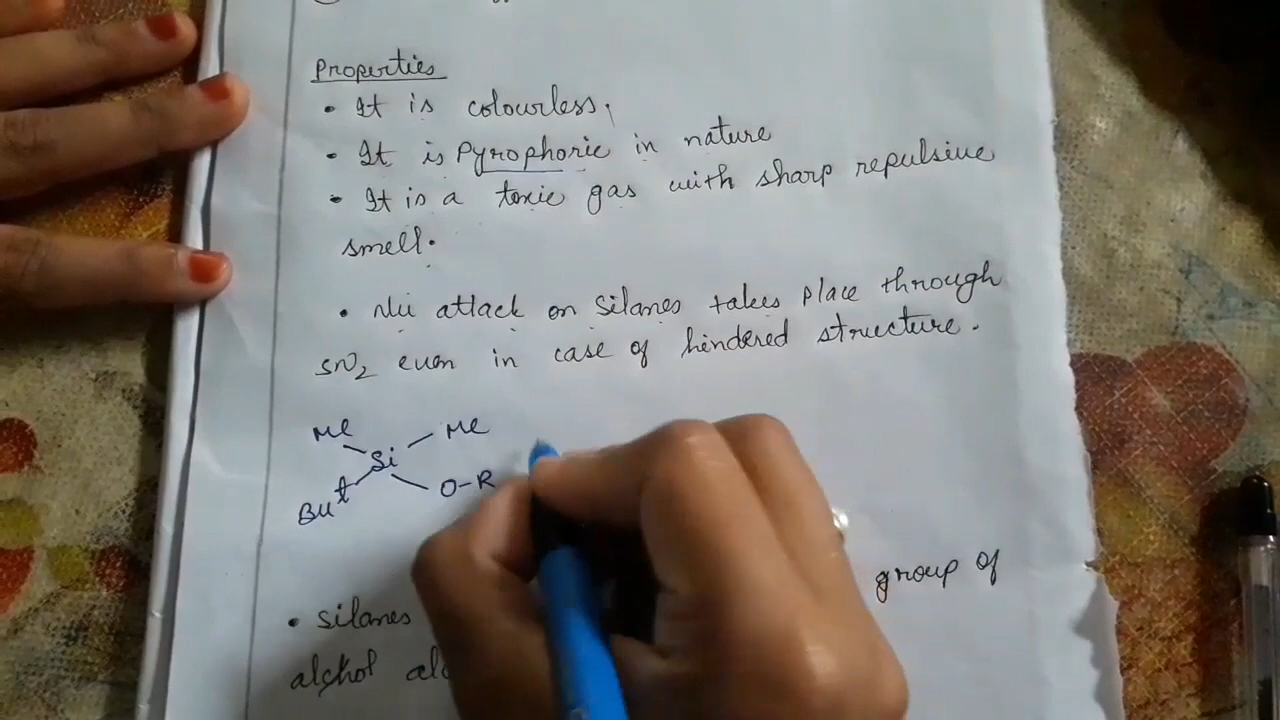 Properties
• It is colourless.
• It is Pyrophoric in nature
• It is a toxic gas with sharp repulsive
smell.
• Nu attack on Silanes takes place through
SN2 even in case of hindered structure.
Me Me
Si
But O-R
group of
• silanes
alchol